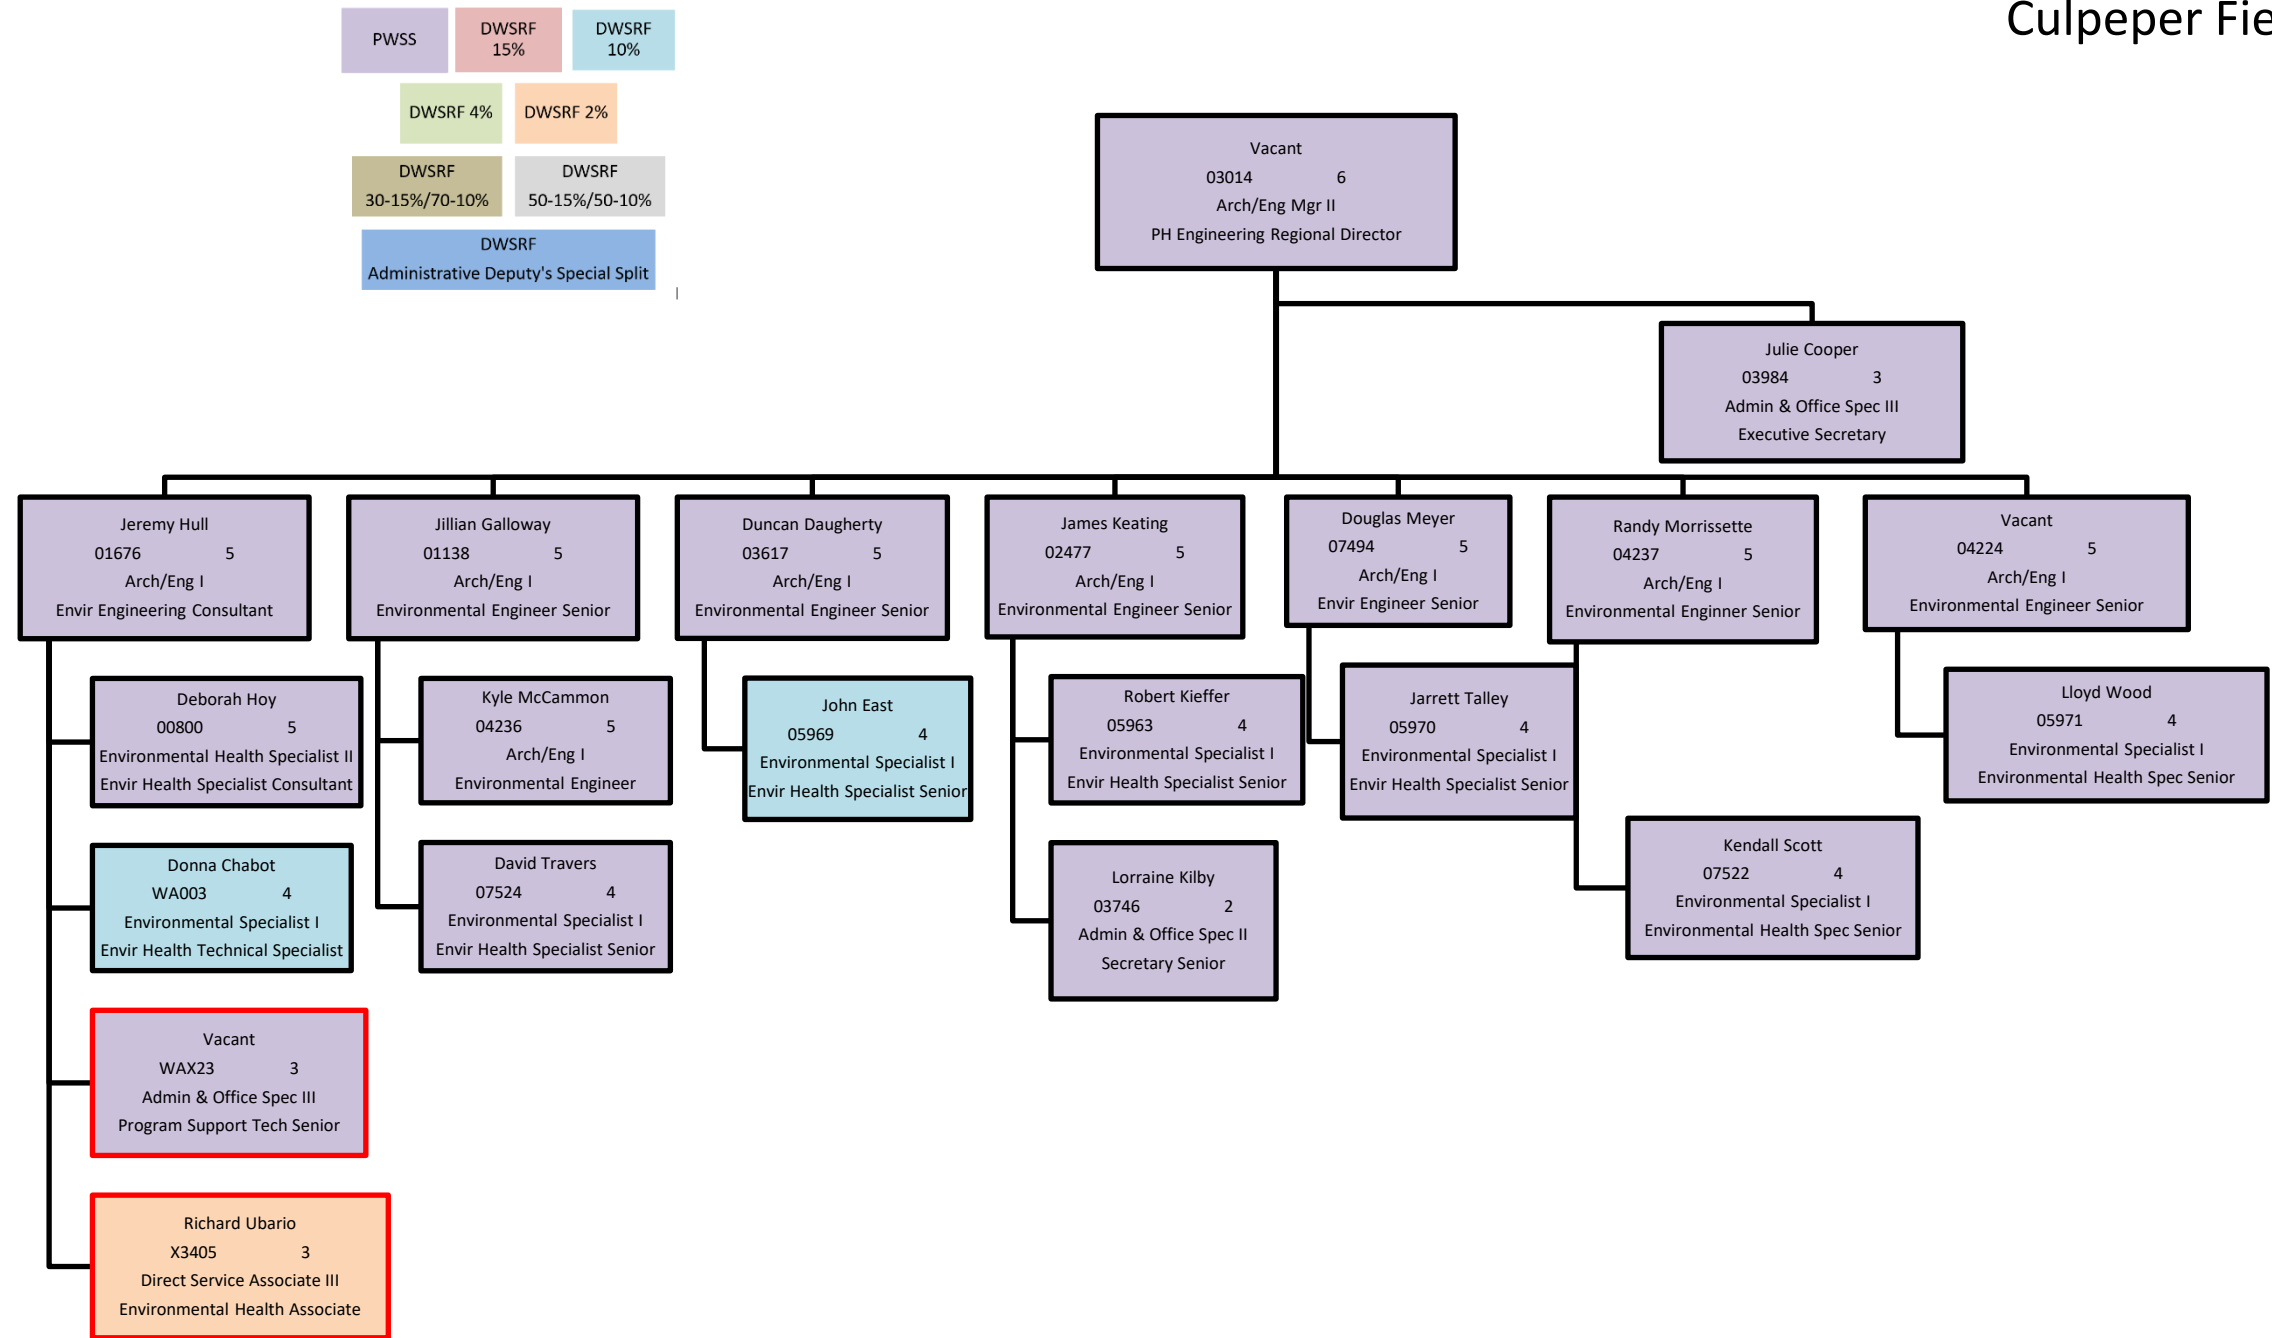 Culpeper Fie
PWSS
DWSRF
15%
DWSRF
10%
DWSRF 4%
DWSRF 2%
DWSRF
30-15%/70-10%
DWSRF
50-15%/50-10%
DWSRF
Administrative Deputy's Special Split
Vacant
03014 6
Arch/Eng Mgr II
PH Engineering Regional Director
Julie Cooper
03984 3
Admin & Office Spec III
Executive Secretary
Jeremy Hull
01676 5
Arch/Eng I
Envir Engineering Consultant
Jillian Galloway
01138 5
Arch/Eng I
Environmental Engineer Senior
Duncan Daugherty
03617 5
Arch/Eng I
Environmental Engineer Senior
James Keating
02477 5
Arch/Eng I
Environmental Engineer Senior
Douglas Meyer
07494 5
Arch/Eng I
Envir Engineer Senior
Randy Morrissette
04237 5
Arch/Eng I
Environmental Enginner Senior
Vacant
04224 5
Arch/Eng I
Environmental Engineer Senior
Deborah Hoy
00800 5
Environmental Health Specialist II
Envir Health Specialist Consultant
Kyle McCammon
04236 5
Arch/Eng I
Environmental Engineer
John East
05969 4
Environmental Specialist I
Envir Health Specialist Senior
Robert Kieffer
05963 4
Environmental Specialist I
Envir Health Specialist Senior
Jarrett Talley
05970 4
Environmental Specialist I
Envir Health Specialist Senior
Lloyd Wood
05971 4
Environmental Specialist I
Environmental Health Spec Senior
Donna Chabot
WA003 4
Environmental Specialist I
Envir Health Technical Specialist
David Travers
07524 4
Environmental Specialist I
Envir Health Specialist Senior
Lorraine Kilby
03746 2
Admin & Office Spec II
Secretary Senior
Kendall Scott
07522 4
Environmental Specialist I
Environmental Health Spec Senior
Vacant
WAX23 3
Admin & Office Spec III
Program Support Tech Senior
Richard Ubario
X3405 3
Direct Service Associate III
Environmental Health Associate